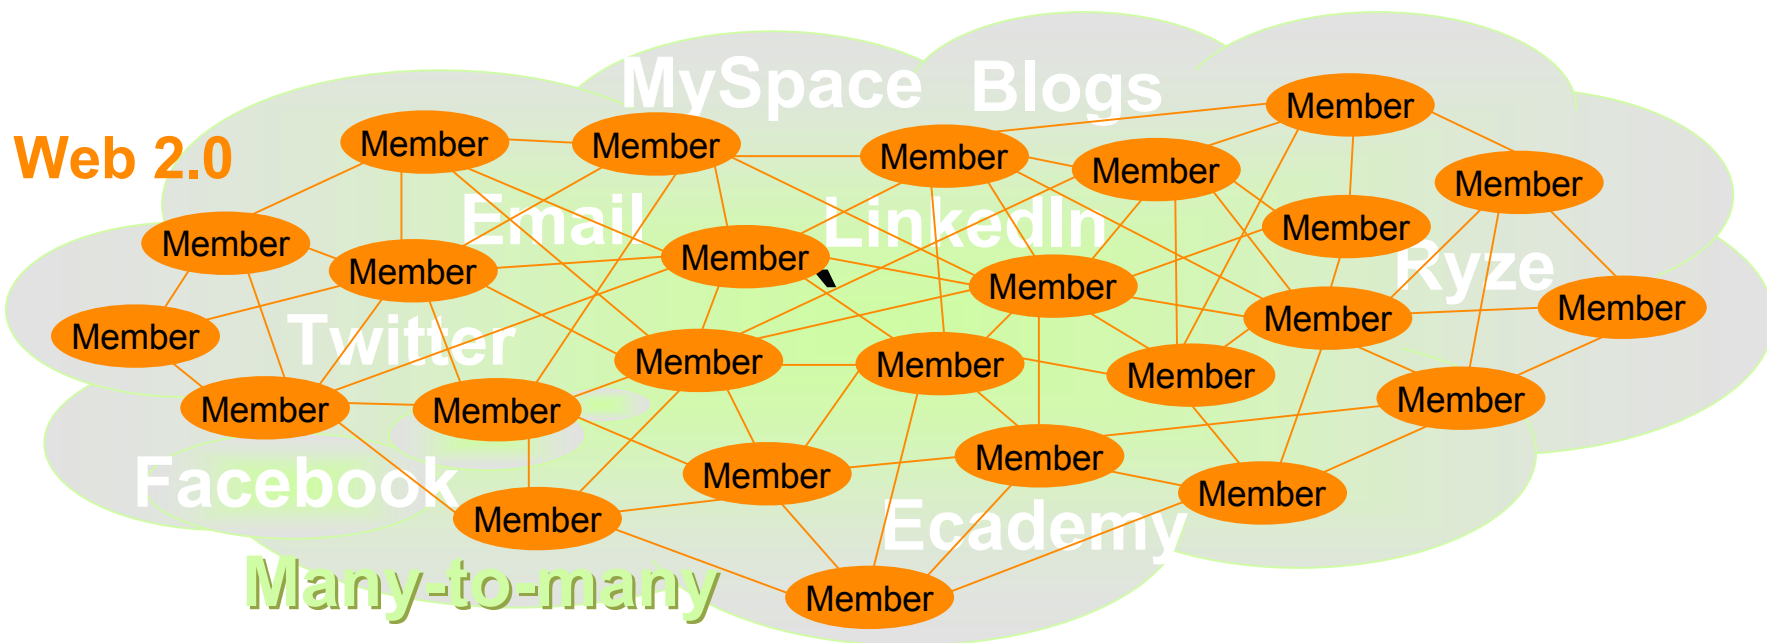 MySpace Blogs
Member
Member
Member
Web 2.0
Member
Member
Member
Member
Email
LinkedIn
Member
Member
Member
Member
Ryze
Member
Member
Member
Member
Twitter
Member
Member
Member
Member
Member
Member
Member
Facebook
Member
Member
Member
Member
Ecademy
Many-to-many
Member